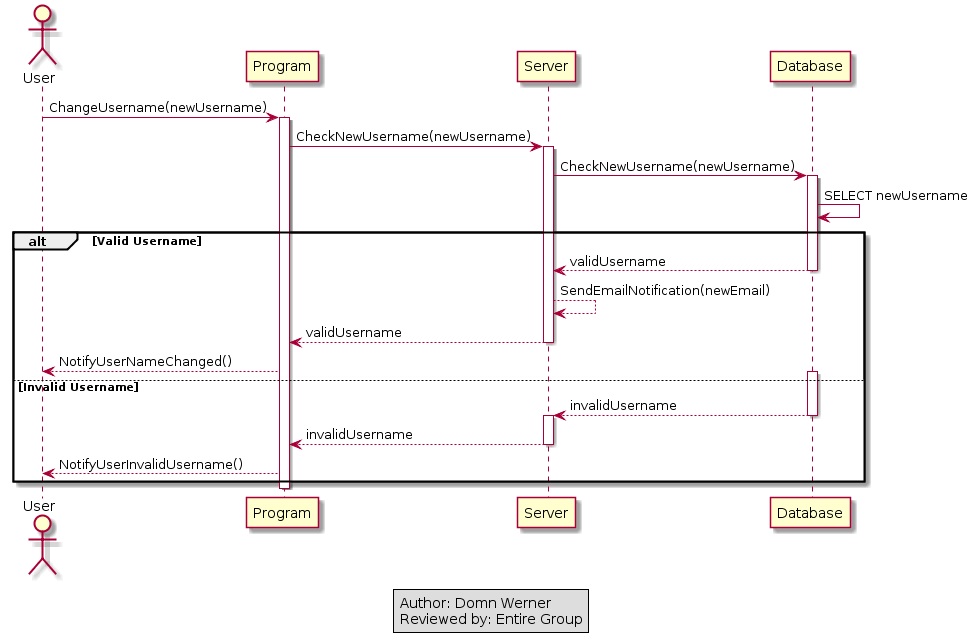 User
Program
Server
Database
ChangeUsername(newUsername)
CheckNewUsername(newUsername)
CheckNewUsername(newUsername)
SELECT newUsername
alt
[Valid Username]
validUsername
SendEmailNotification(newEmail)
validUsername
NotifyUserNameChanged()
[Invalid Username]
invalidUsername
invalidUsername
NotifyUserInvalidUsername()
User
Program
Server
Database
Author: Domn Werner
Reviewed by: Entire Group